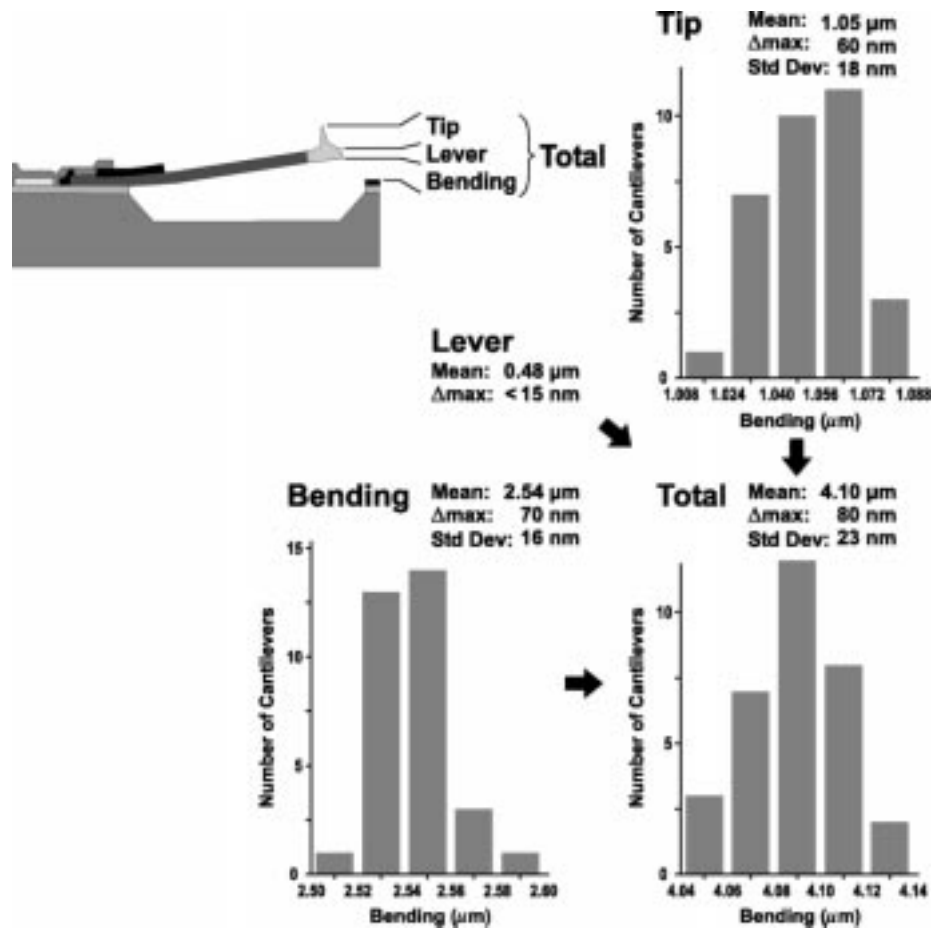 Tip
Mean: 1.05 μm
Δmax: 60 nm
Std Dev: 18 nm
Tip
Lever
Bending
Total
10
5
0
Number of Cantilevers
1.008 1.024 1.040 1.056 1.072 1.088
Bending (μm)
Lever
Mean: 0.48 μm
Δmax: <15 nm
Bending
Mean: 2.54 μm
Δmax: 70 nm
Std Dev: 16 nm
15
10
5
0
Number of Cantilevers
2.50 2.52 2.54 2.56 2.58 2.60
Bending (μm)
Total
Mean: 4.10 μm
Δmax: 80 nm
Std Dev: 23 nm
10
5
0
Number of Cantilevers
4.04 4.06 4.08 4.10 4.12 4.14
Bending (μm)